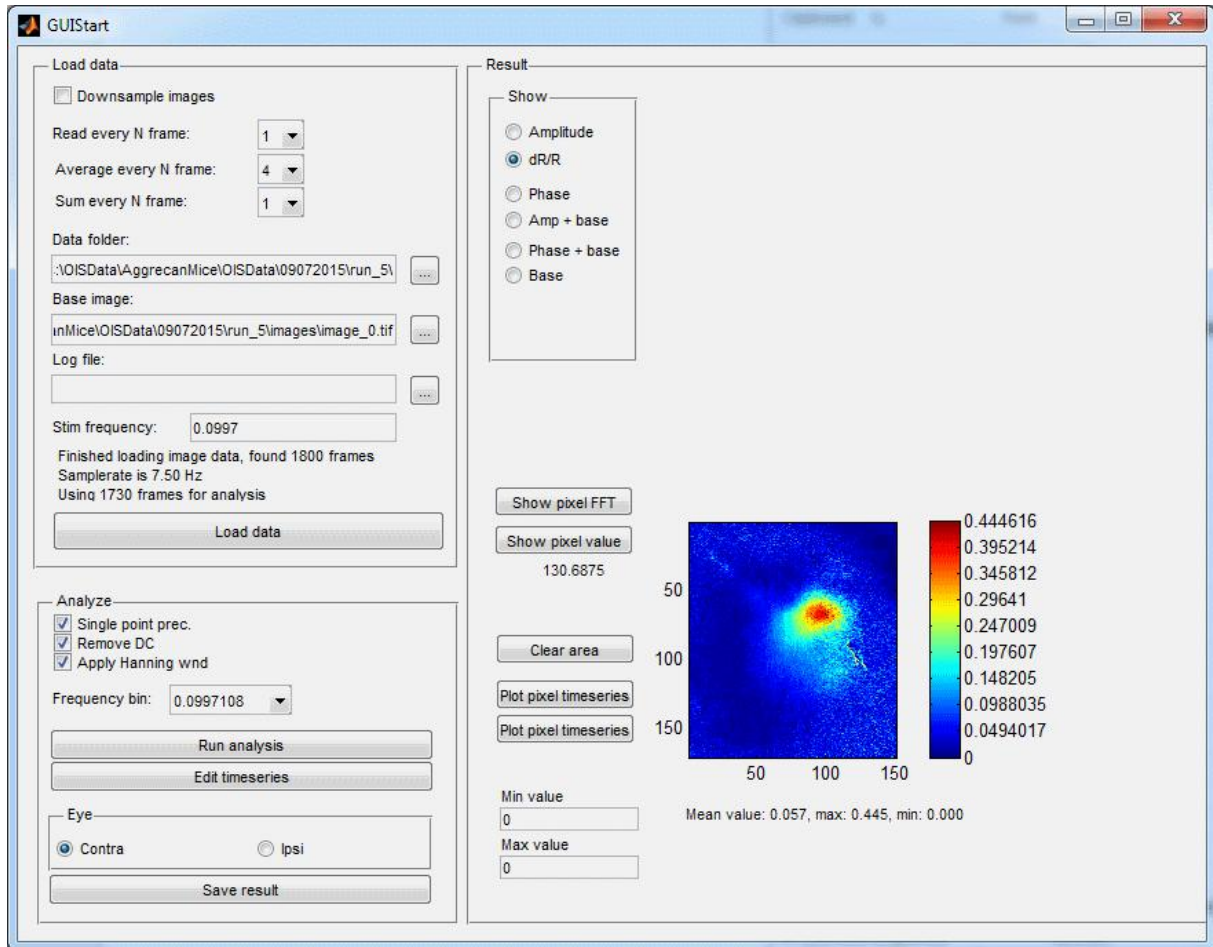 GUIStart
Load data
Downsample images
Read every N frame: 1
Average every N frame: 4
Sum every N frame: 1
Data folder:
:\OISData\AggrecanMice\OISData\09072015\run_5\ ...
Base image:
nMice\OISData\09072015\run_5\images\image_0.tif ...
Log file:
...
Stim frequency: 0.0997
Finished loading image data, found 1800 frames
Samplerate is 7.50 Hz
Using 1730 frames for analysis
Load data
Analyze
Single point prec.
Remove DC
Apply Hanning wnd
Frequency bin: 0.0997108
Run analysis
Edit timeseries
Eye
Contra Ipsi
Save result
Result
Show
Amplitude
dR/R
Phase
Amp + base
Phase + base
Base
Show pixel FFT
Show pixel value
130.6875
Clear area
Plot pixel timeseries
Plot pixel timeseries
Min value
0
Max value
0
50
100
150
50 100 150
0.444616
0.395214
0.345812
0.29641
0.247009
0.197607
0.148205
0.0988035
0.0494017
0
Mean value: 0.057, max: 0.445, min: 0.000